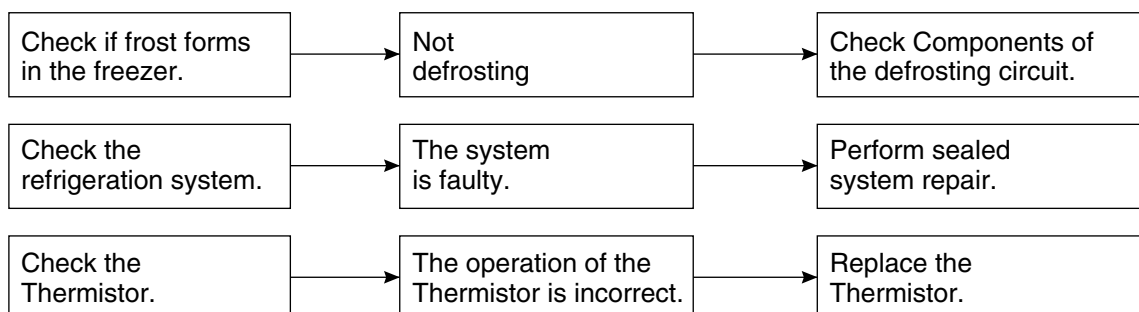 Check if frost forms
in the freezer.
Not
defrosting
Check Components of
the defrosting circuit.
Check the
refrigeration system.
The system
is faulty.
Perform sealed
system repair.
Check the
Thermistor.
The operation of the
Thermistor is incorrect.
Replace the
Thermistor.